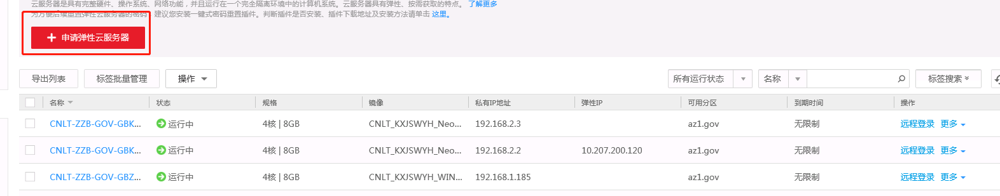 云服务器是具有完整硬件、操作系统、网络功能，并且运行在一个完全隔离环境中的计算机系统。云服务器具有弹性、按需获取的特点。 了解更多
为方便后续重置弹性云服务器的密码，建议您安装一键式密码重置插件。判断插件是否安装、插件下载地址及安装方法请单击 这里。
申请弹性云服务器
导出列表 标签批量管理 操作 所有运行状态 名称 标签搜索
名称 状态 规格 镜像 私有IP地址 弹性IP 可用分区 到期时间 操作
CNLT-ZZB-GOV-GBK... 运行中 4核 | 8GB CNLT_KXJSWYH_Neo... 192.168.2.3 az1.gov 无限制 远程登录 更多
CNLT-ZZB-GOV-GBK... 运行中 4核 | 8GB CNLT_KXJSWYH_Neo... 192.168.2.2 10.207.200.120 az1.gov 无限制 远程登录 更多
CNLT-ZZB-GOV-GBZ... 运行中 4核 | 8GB CNLT_KXJSWYH_WIN... 192.168.1.185 az1.gov 无限制 远程登录 更多